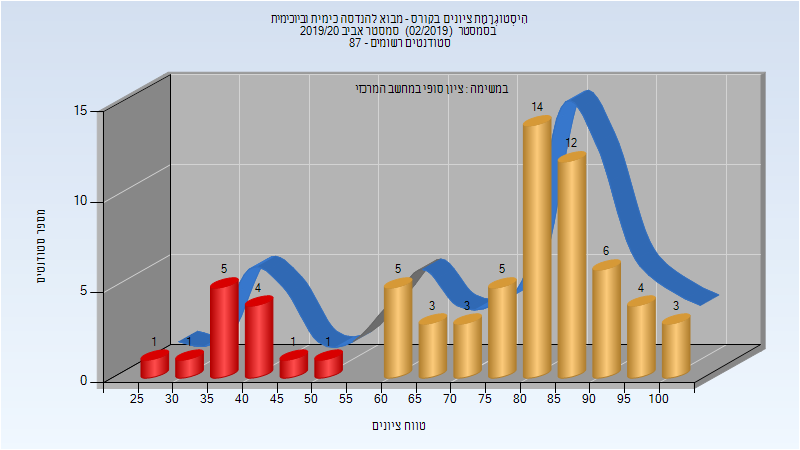 היסטוגרמת ציונים בקורס - מבוא להנדסה כימית וביוכימית
בסמסטר (02/2019) סמסטר אביב 2019/20
סטודנטים רשומים - 87
במשימה : ציון סופי במחשב המרכזי
מספר סטודנטים
15
10
5
0
1
1
5
4
1
1
5
3
3
5
14
12
6
4
3
25 30 35 40 45 50 55 60 65 70 75 80 85 90 95 100
טווח ציונים